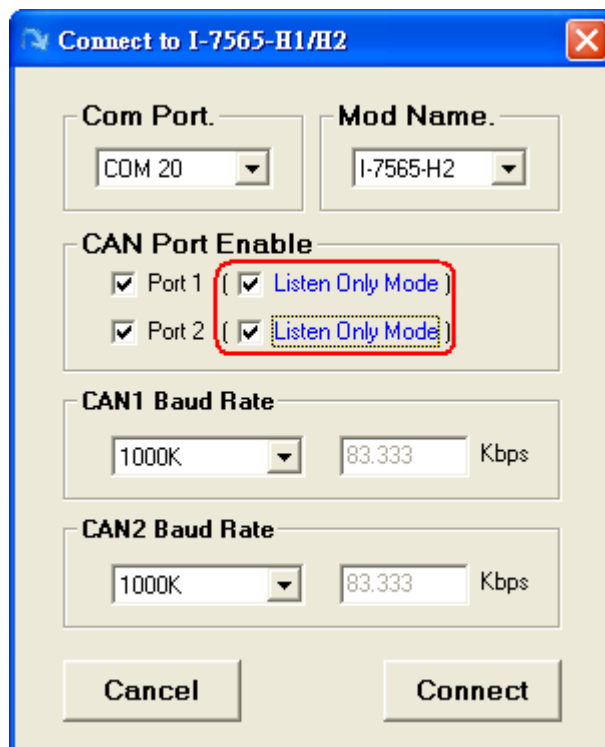 Connect to I-7565-H1/H2
Com Port. Mod Name.
COM 20 I-7565-H2
CAN Port Enable
Port 1 ( Listen Only Mode )
Port 2 ( Listen Only Mode )
CAN1 Baud Rate
1000K 83.333 Kbps
CAN2 Baud Rate
1000K 83.333 Kbps
Cancel Connect